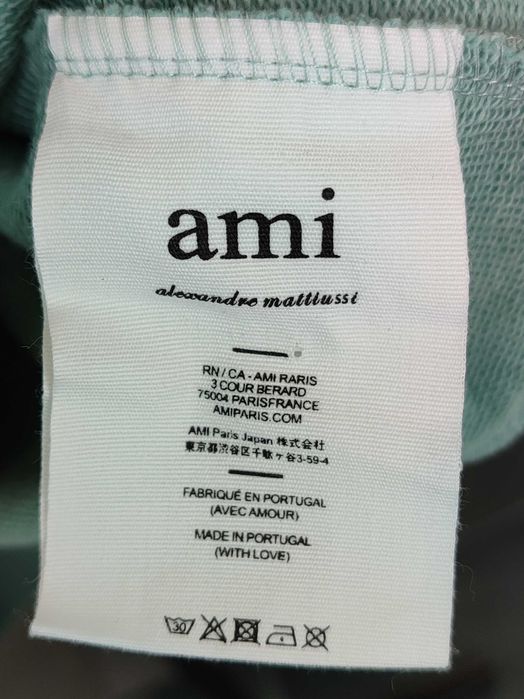 ami
alexandre mattiussi
RN / CA - AMI RARIS
3 COUR BERARD
75004 PARISFRANCE
AMIPARIS.COM
AMI Paris Japan 株式会社
東京都渋谷区千駄ヶ谷3-59-4
FABRIQUÉ EN PORTUGAL
(AVEC AMOUR)
MADE IN PORTUGAL
(WITH LOVE)
30